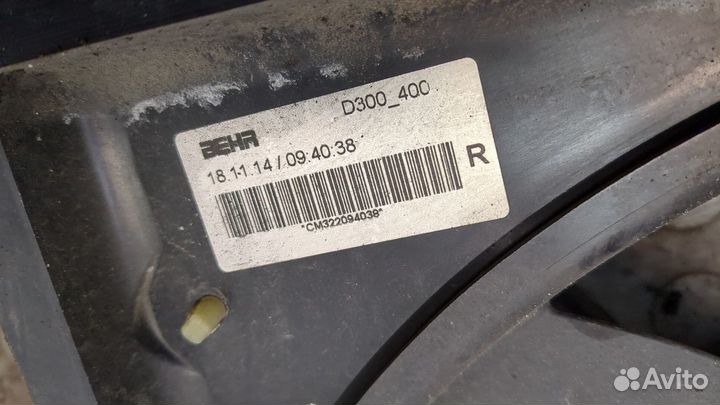 D300_400
BEHR
18.11.14 / 09:40:38
R
*CM322094038*
Avito